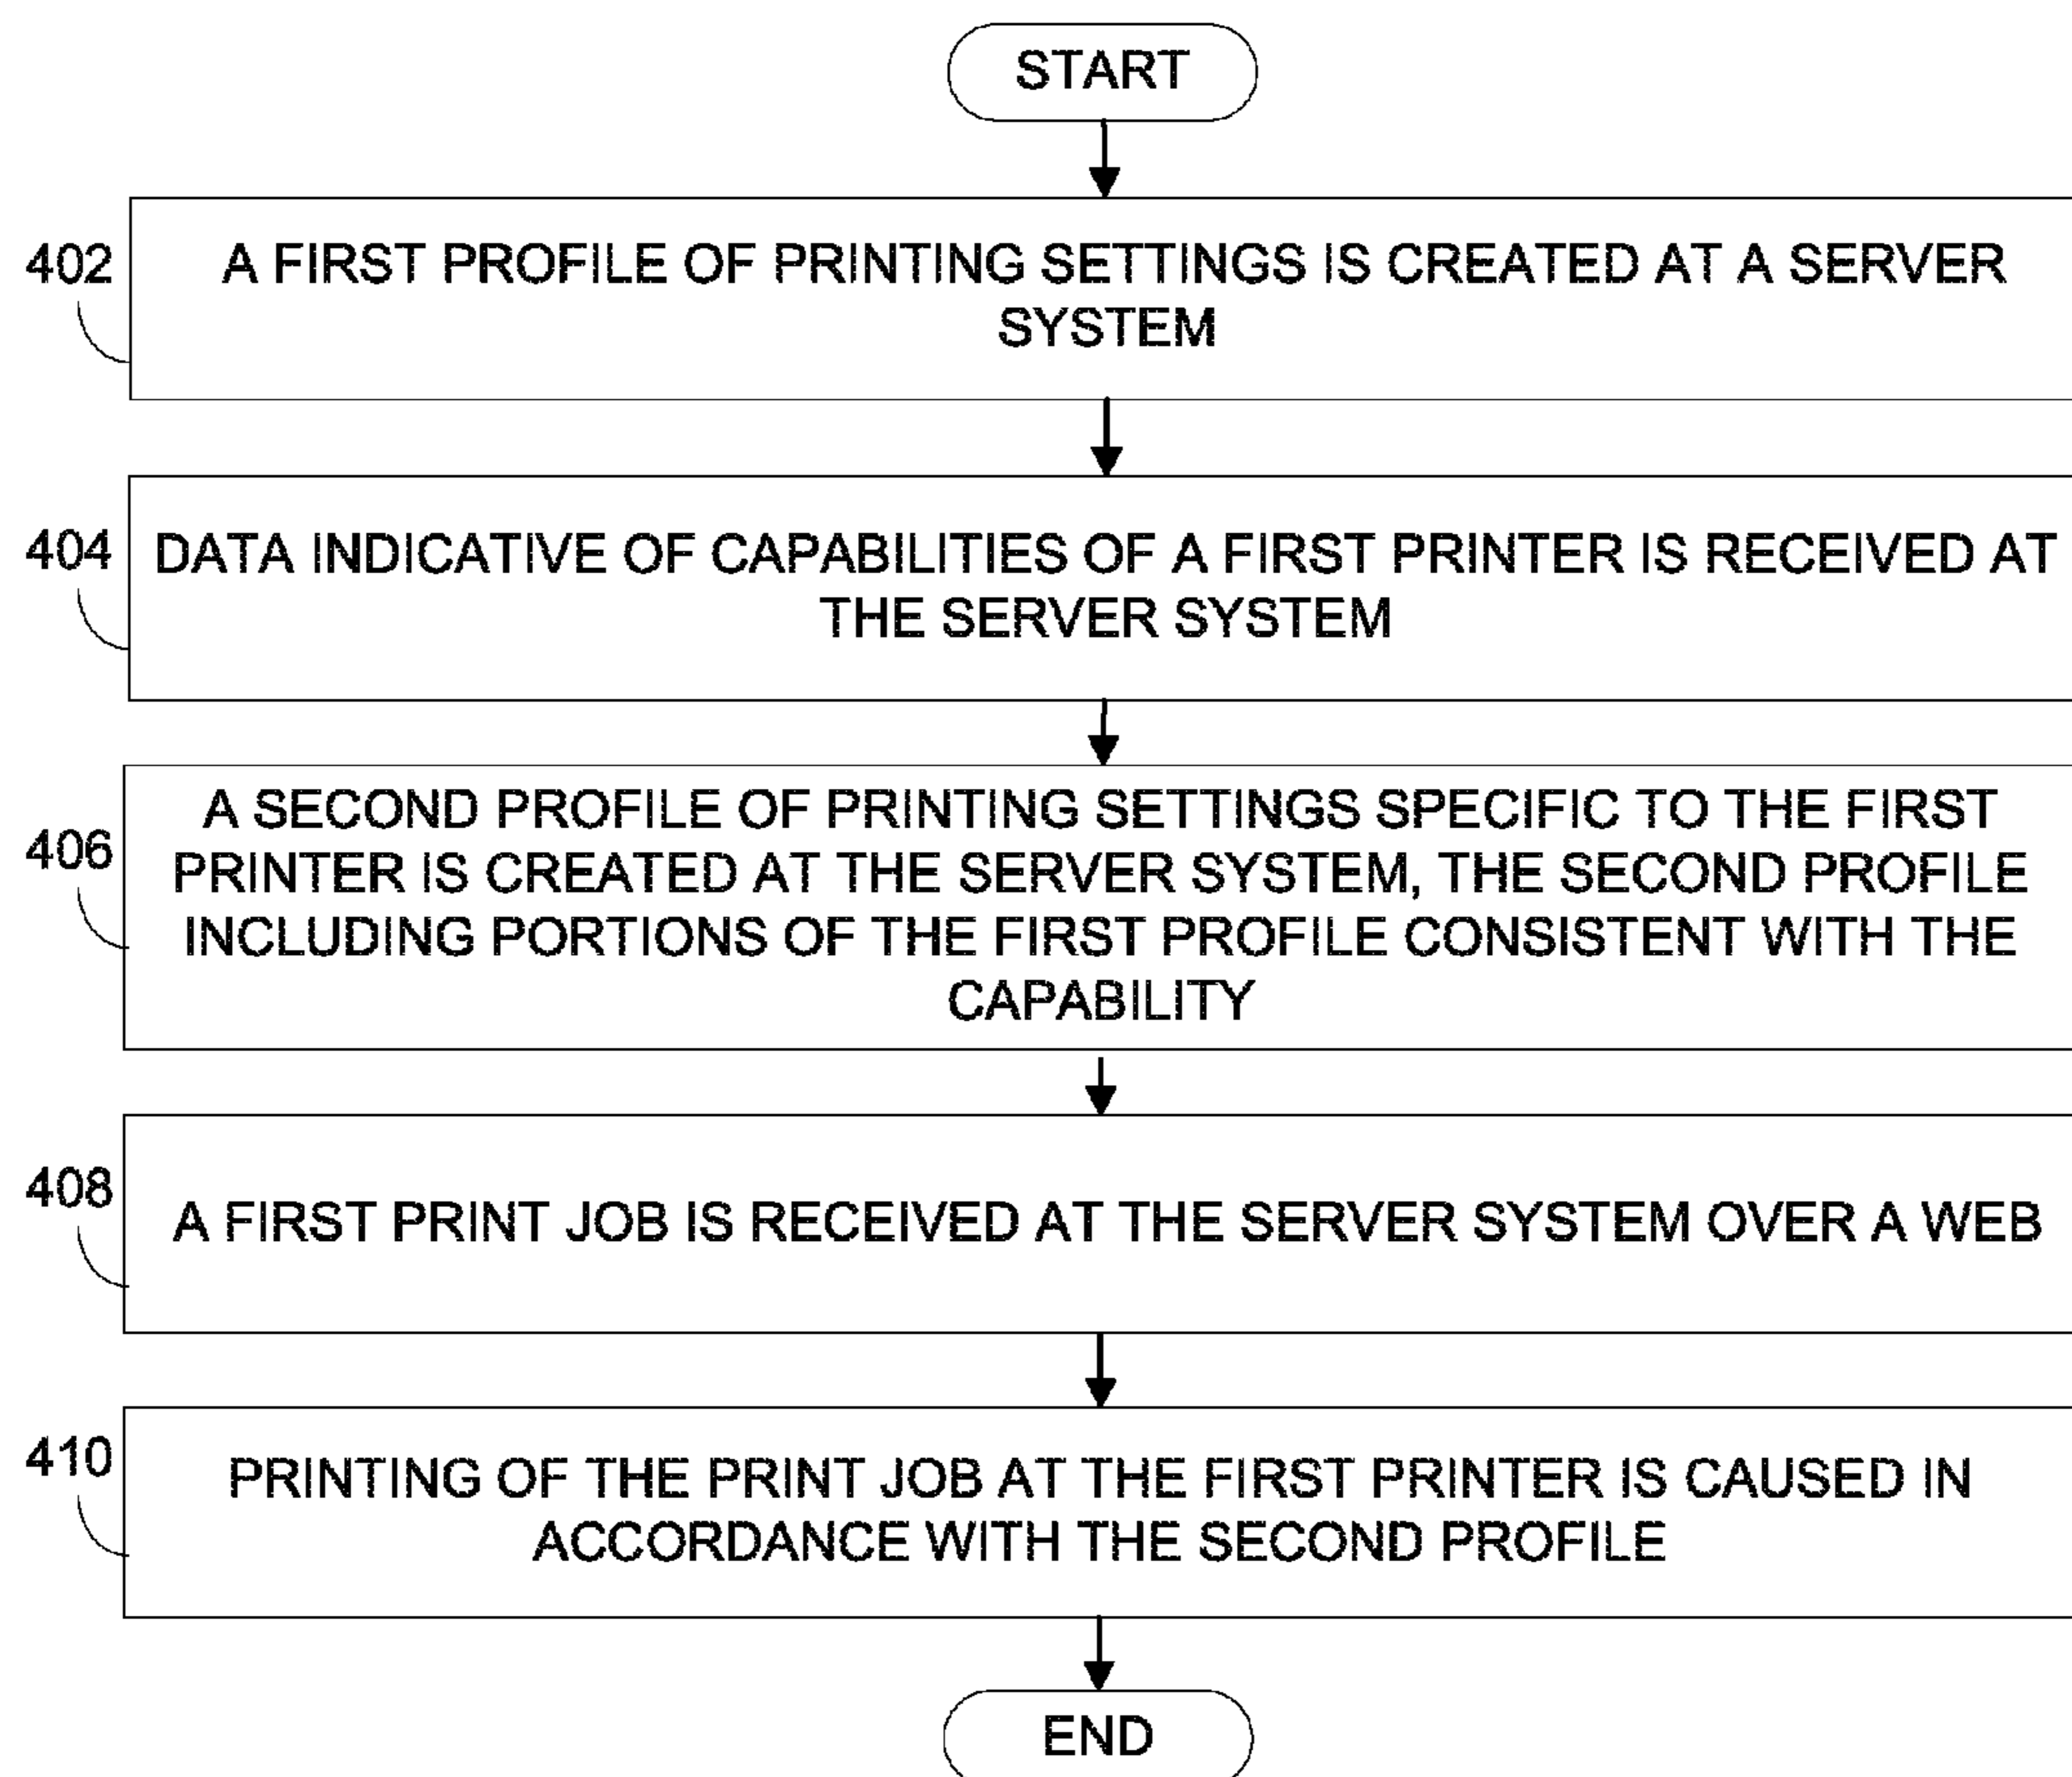 START
402
A FIRST PROFILE OF PRINTING SETTINGS IS CREATED AT A SERVER
SYSTEM
404
DATA INDICATIVE OF CAPABILITIES OF A FIRST PRINTER IS RECEIVED AT
THE SERVER SYSTEM
406
A SECOND PROFILE OF PRINTING SETTINGS SPECIFIC TO THE FIRST
PRINTER IS CREATED AT THE SERVER SYSTEM, THE SECOND PROFILE
INCLUDING PORTIONS OF THE FIRST PROFILE CONSISTENT WITH THE
CAPABILITY
408
A FIRST PRINT JOB IS RECEIVED AT THE SERVER SYSTEM OVER A WEB
410
PRINTING OF THE PRINT JOB AT THE FIRST PRINTER IS CAUSED IN
ACCORDANCE WITH THE SECOND PROFILE
END